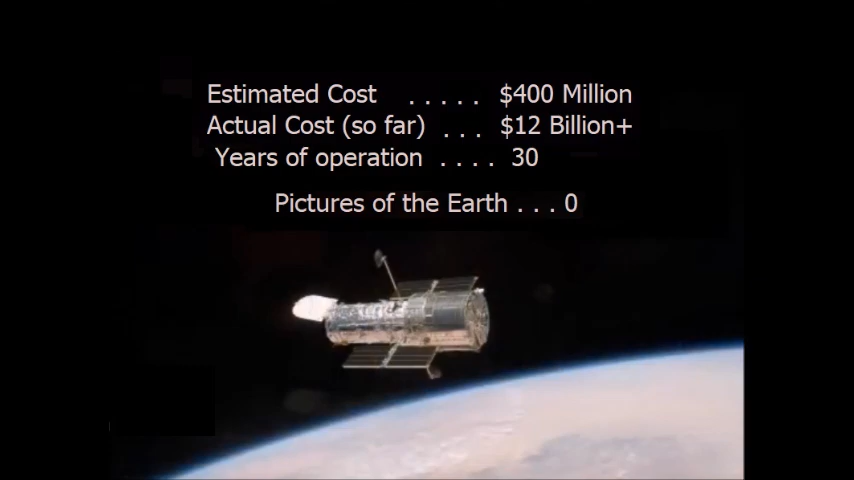 Estimated Cost ..... $400 Million
Actual Cost (so far) ... $12 Billion+
Years of operation .... 30
Pictures of the Earth ... 0